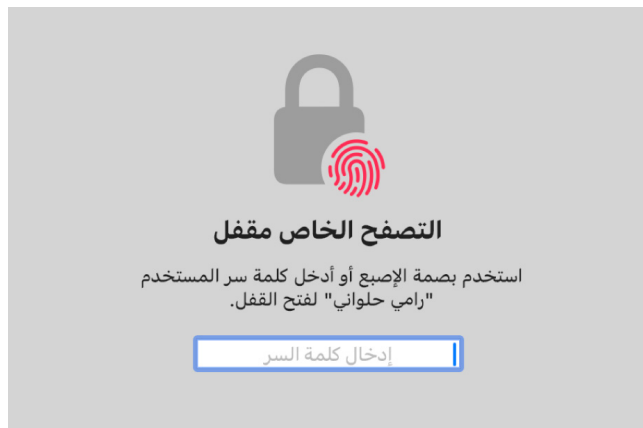 التصفح الخاص مقفل
استخدم بصمة الإصبع أو أدخل كلمة سر المستخدم
"رامي حلواني" لفتح القفل.
إدخال كلمة السر